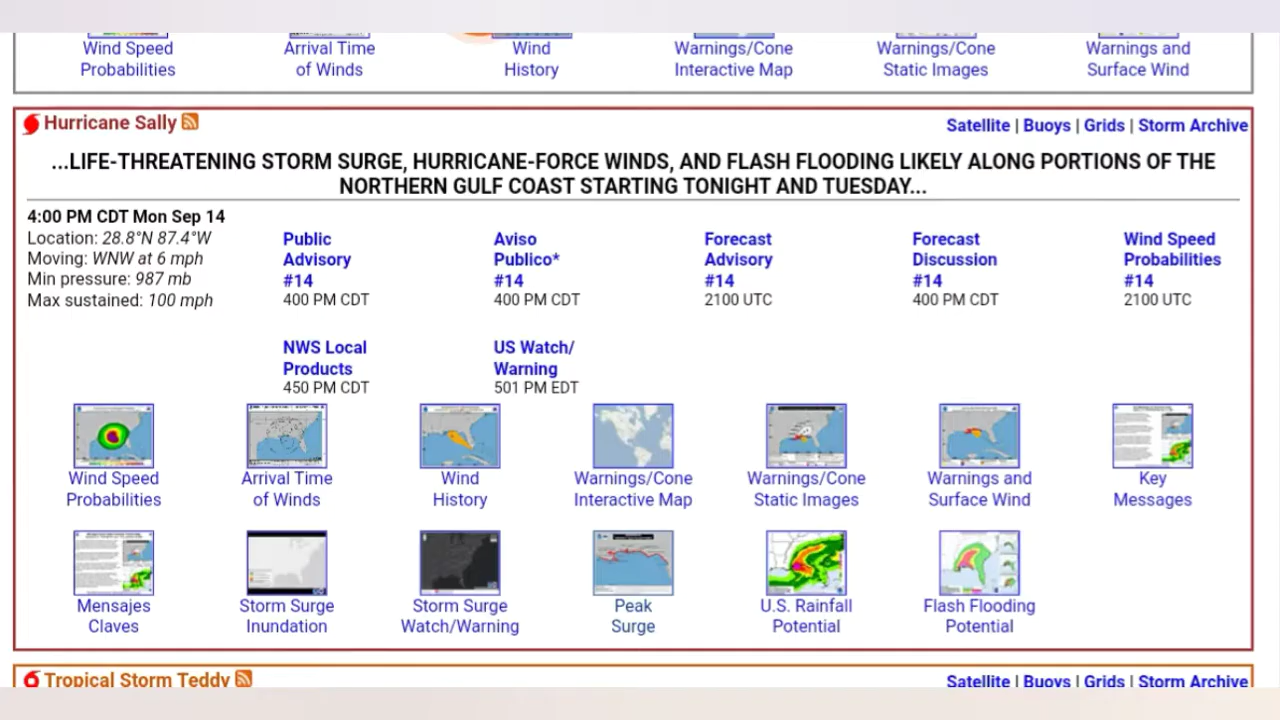 Wind Speed Arrival Time Wind Warnings/Cone Warnings/Cone Warnings and
Probabilities of Winds History Interactive Map Static Images Surface Wind
Hurricane Sally
Satellite | Buoys | Grids | Storm Archive
...LIFE-THREATENING STORM SURGE, HURRICANE-FORCE WINDS, AND FLASH FLOODING LIKELY ALONG PORTIONS OF THE
NORTHERN GULF COAST STARTING TONIGHT AND TUESDAY...
4:00 PM CDT Mon Sep 14
Location: 28.8°N 87.4°W
Moving: WNW at 6 mph
Min pressure: 987 mb
Max sustained: 100 mph
Public
Advisory
#14
400 PM CDT
Aviso
Publico*
#14
400 PM CDT
Forecast
Advisory
#14
2100 UTC
Forecast
Discussion
#14
400 PM CDT
Wind Speed
Probabilities
#14
2100 UTC
NWS Local
Products
450 PM CDT
US Watch/
Warning
501 PM EDT
Wind Speed
Probabilities
Arrival Time
of Winds
Wind
History
Warnings/Cone
Interactive Map
Warnings/Cone
Static Images
Warnings and
Surface Wind
Key
Messages
Mensajes
Claves
Storm Surge
Inundation
Storm Surge
Watch/Warning
Peak
Surge
U.S. Rainfall
Potential
Flash Flooding
Potential
Tropical Storm Teddy
Satellite | Buoys | Grids | Storm Archive